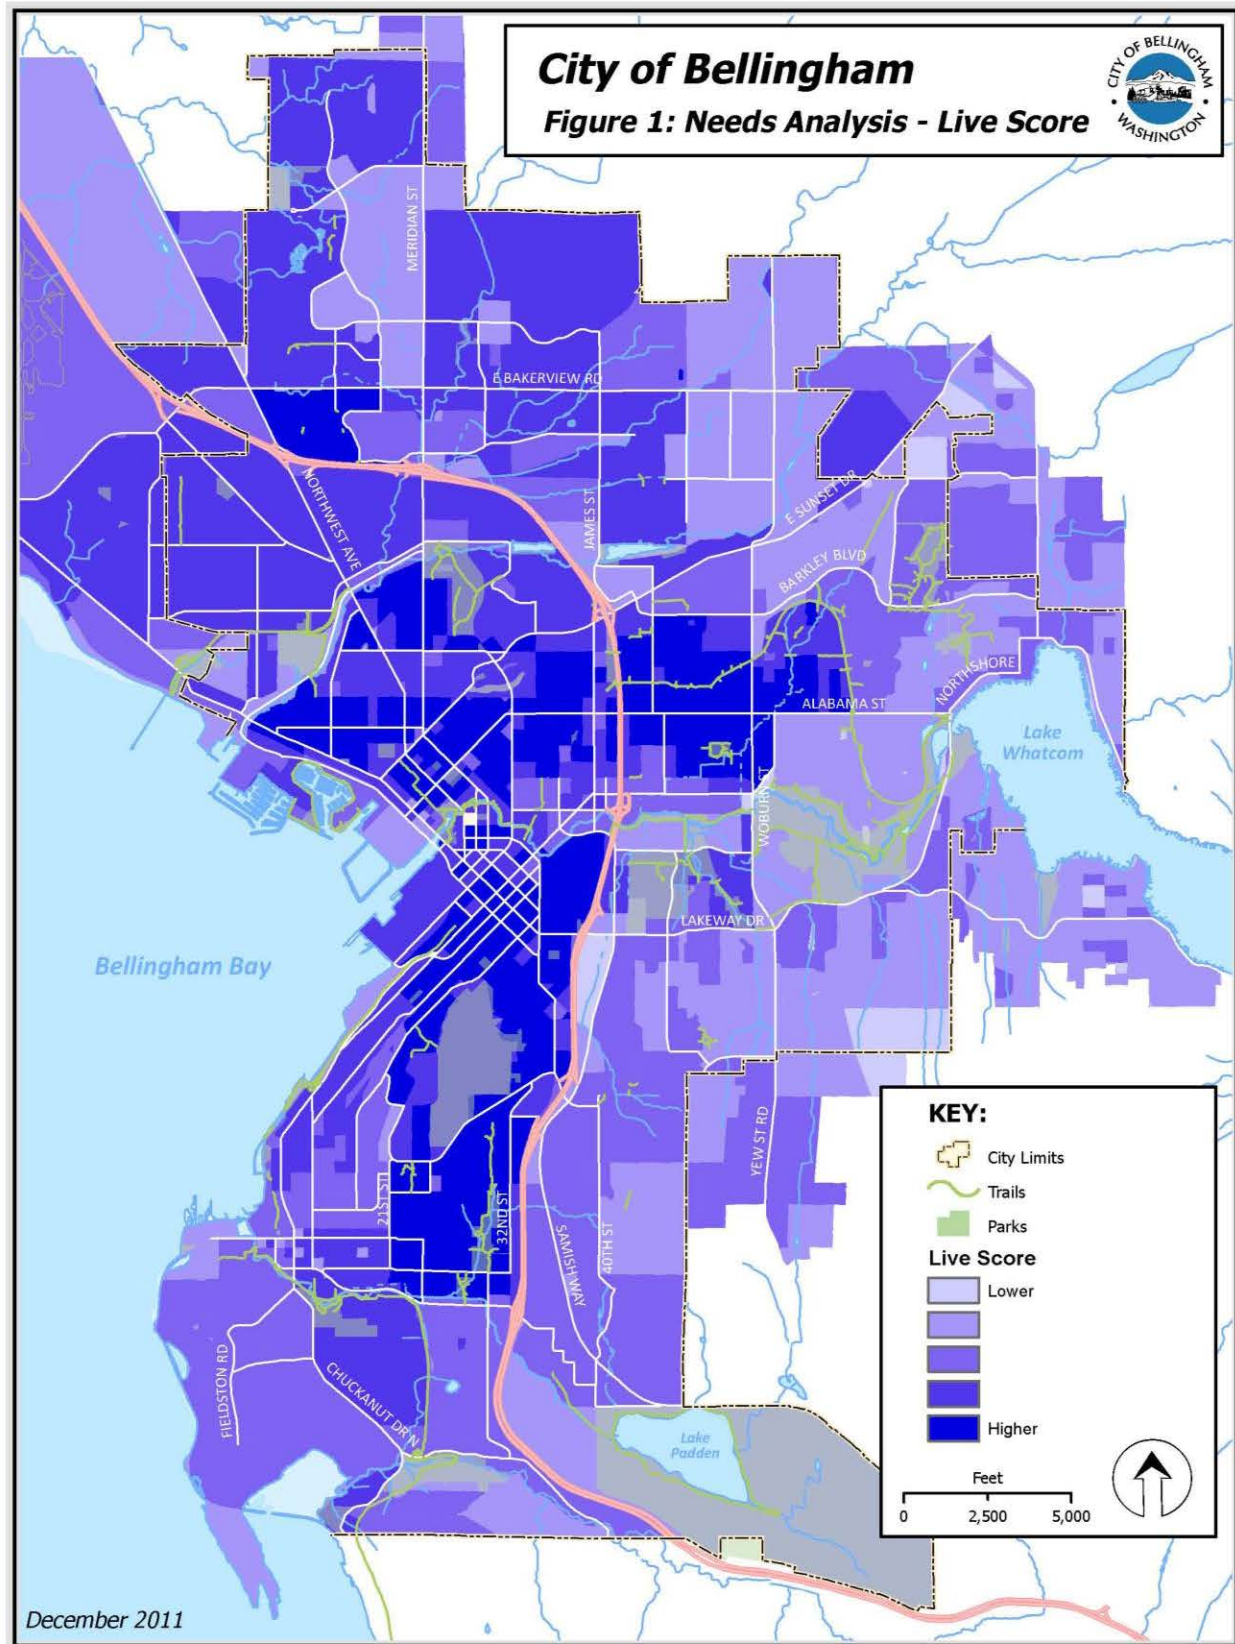 City of Bellingham
Figure 1: Needs Analysis - Live Score
CITY OF BELLINGHAM
WASHINGTON
MERIDIAN ST
E BAKERVIEW RD
NORTHWEST AVE
JAMES ST
E SUNSET DR
BARKLEY BLVD
NORTHSHORE
ALABAMA ST
Lake
Whatcom
WOBURN ST
LAKEWAY DR
Bellingham Bay
YEW ST RD
21ST ST
32ND ST
SAMISH WAY
40TH ST
FIELDSTON RD
CHUCKANUT DR N
Lake
Padden
KEY:
City Limits
Trails
Parks
Live Score
Lower
Higher
Feet
0 2,500 5,000
December 2011